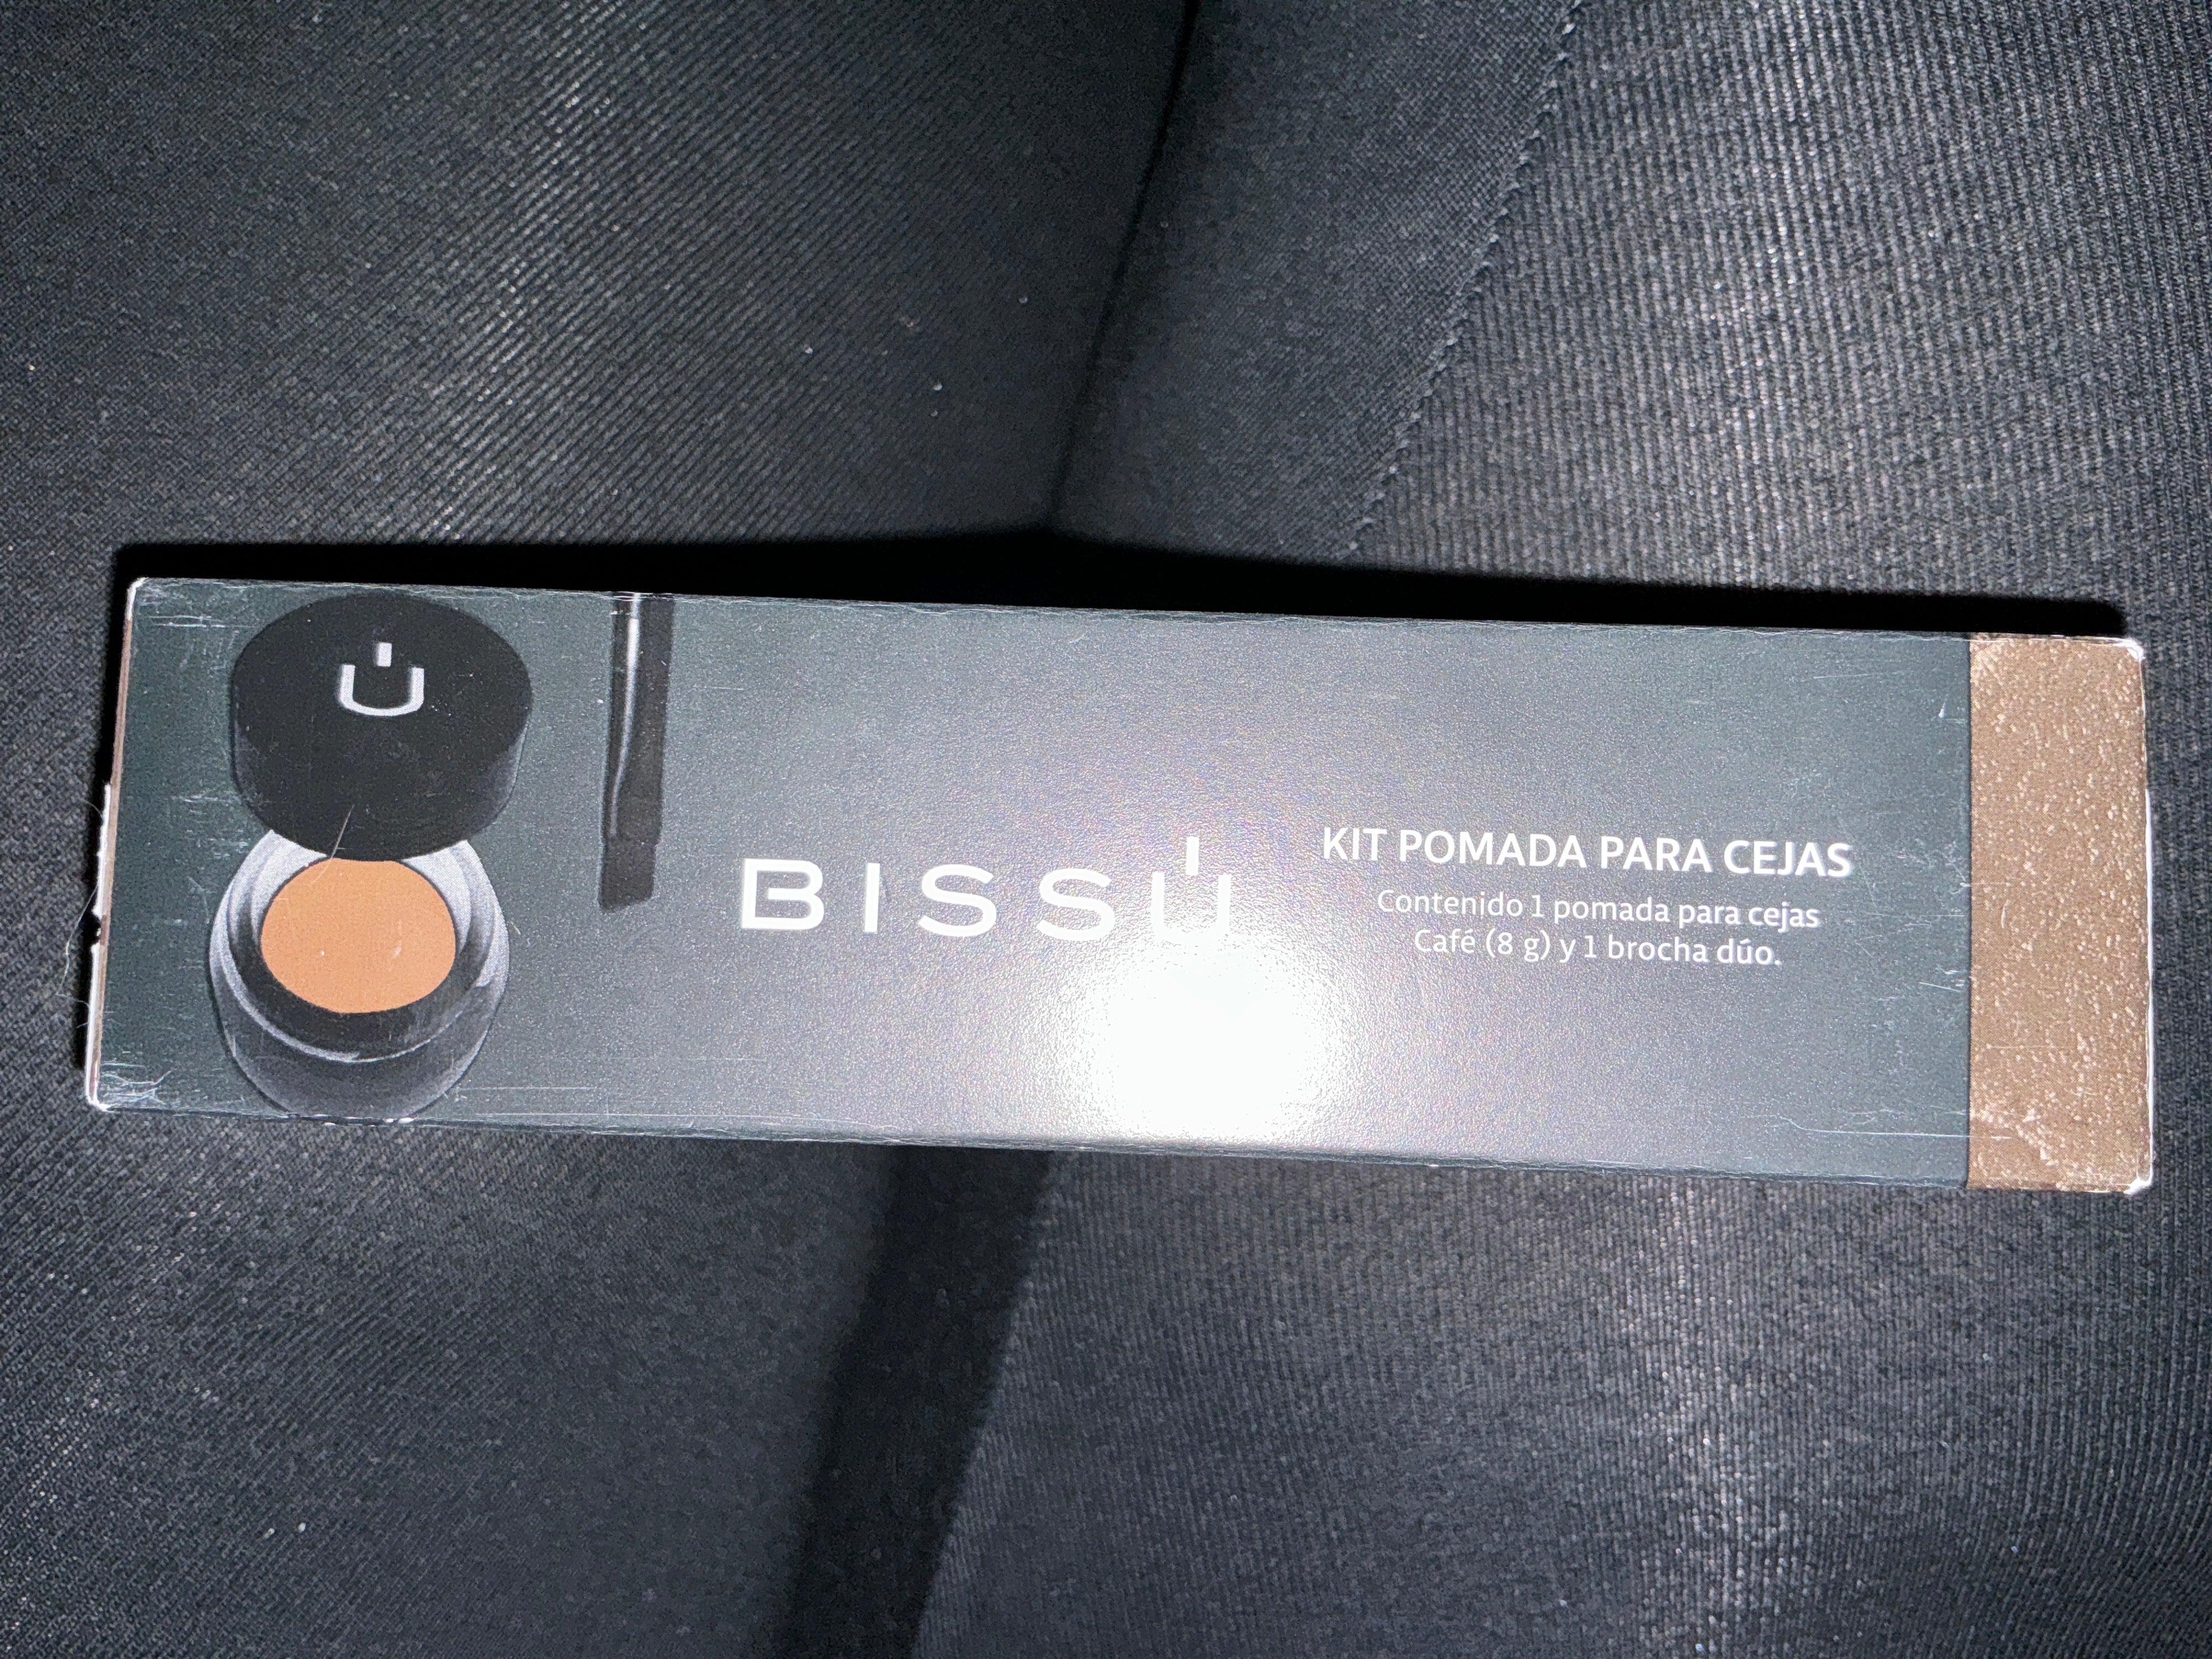 BISSÚ
KIT POMADA PARA CEJAS
Contenido 1 pomada para cejas
Café (8 g) y 1 brocha dúo.